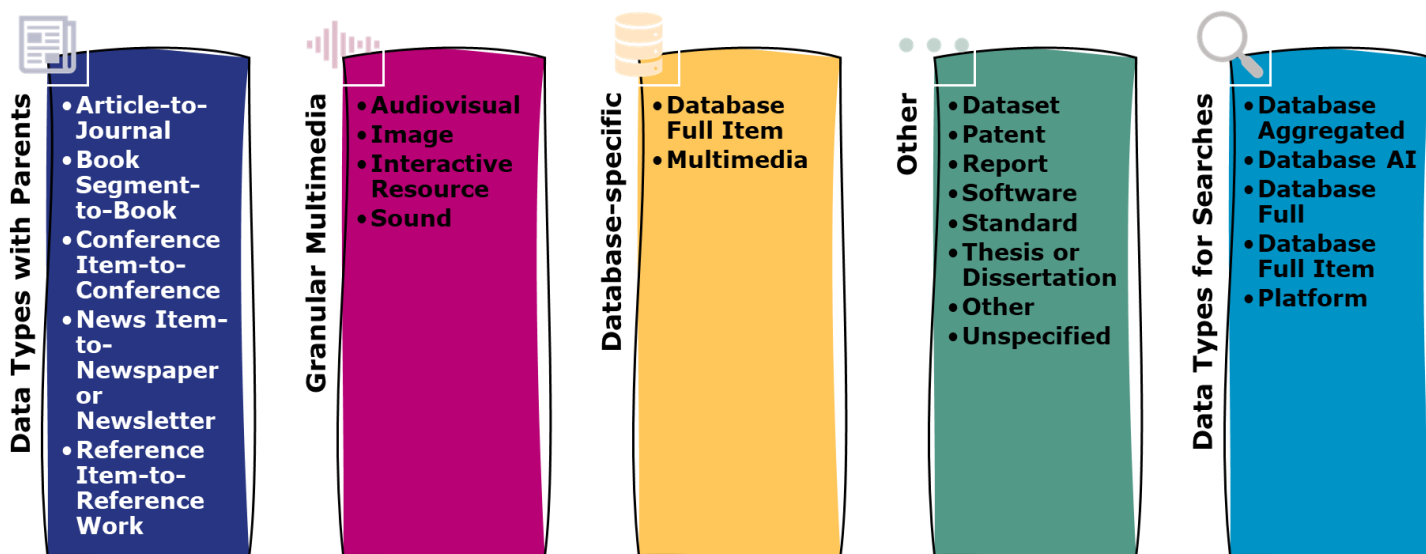 Data Types with Parents
•Article-to-
Journal
•Book
Segment-
to-Book
•Conference
Item-to-
Conference
•News Item-
to-
Newspaper
or
Newsletter
•Reference
Item-to-
Reference
Work
Granular Multimedia
•Audiovisual
•Image
•Interactive
Resource
•Sound
Database-specific
•Database
Full Item
•Multimedia
Other
•Dataset
•Patent
•Report
•Software
•Standard
•Thesis or
Dissertation
•Other
•Unspecified
Data Types for Searches
•Database
Aggregated
•Database AI
•Database
Full
•Database
Full Item
•Platform